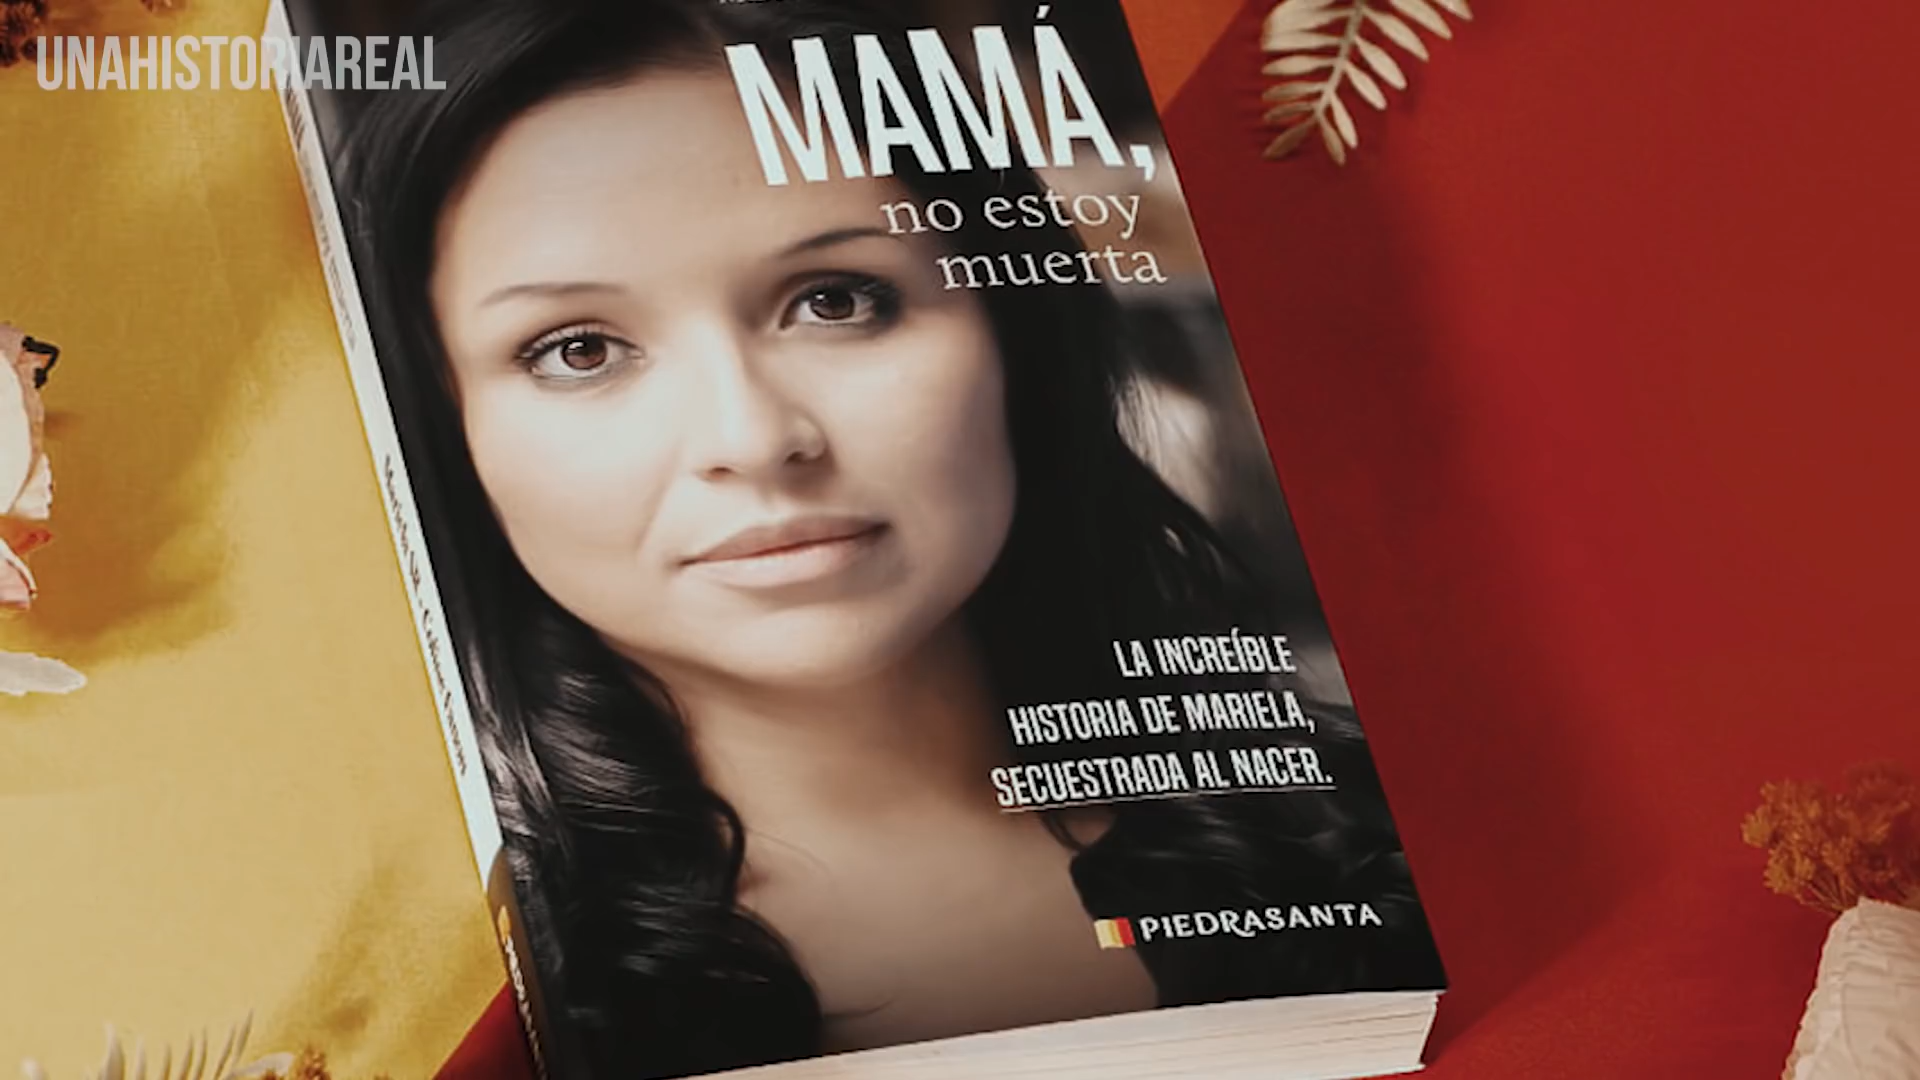 UNAHISTORIAREAL
MAMÁ,
no estoy
muerta
LA INCREÍBLE
HISTORIA DE MARIELA,
SECUESTRADA AL NACER.
PIEDRASANTA